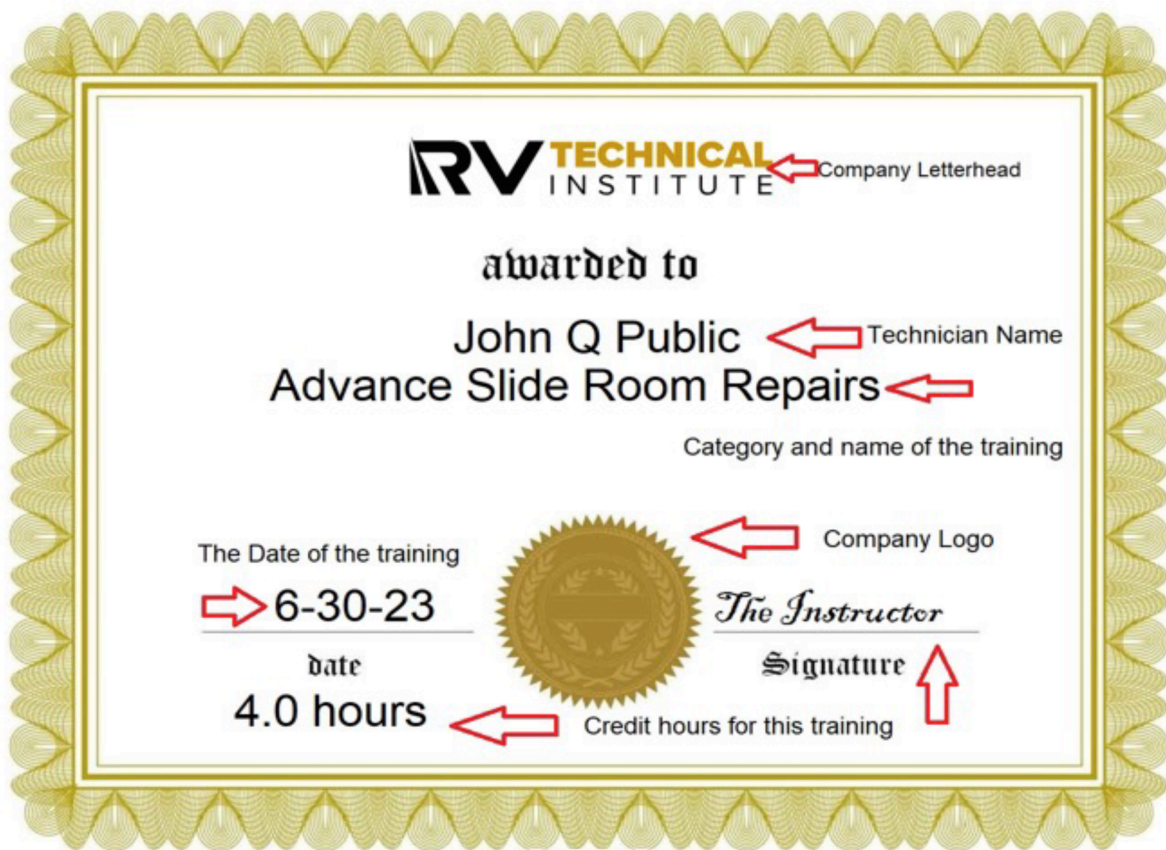 RV TECHNICAL INSTITUTE
Company Letterhead
awarded to
John Q Public
Technician Name
Advance Slide Room Repairs
Category and name of the training
Company Logo
The Date of the training
6-30-23
The Instructor
date
Signature
4.0 hours
Credit hours for this training